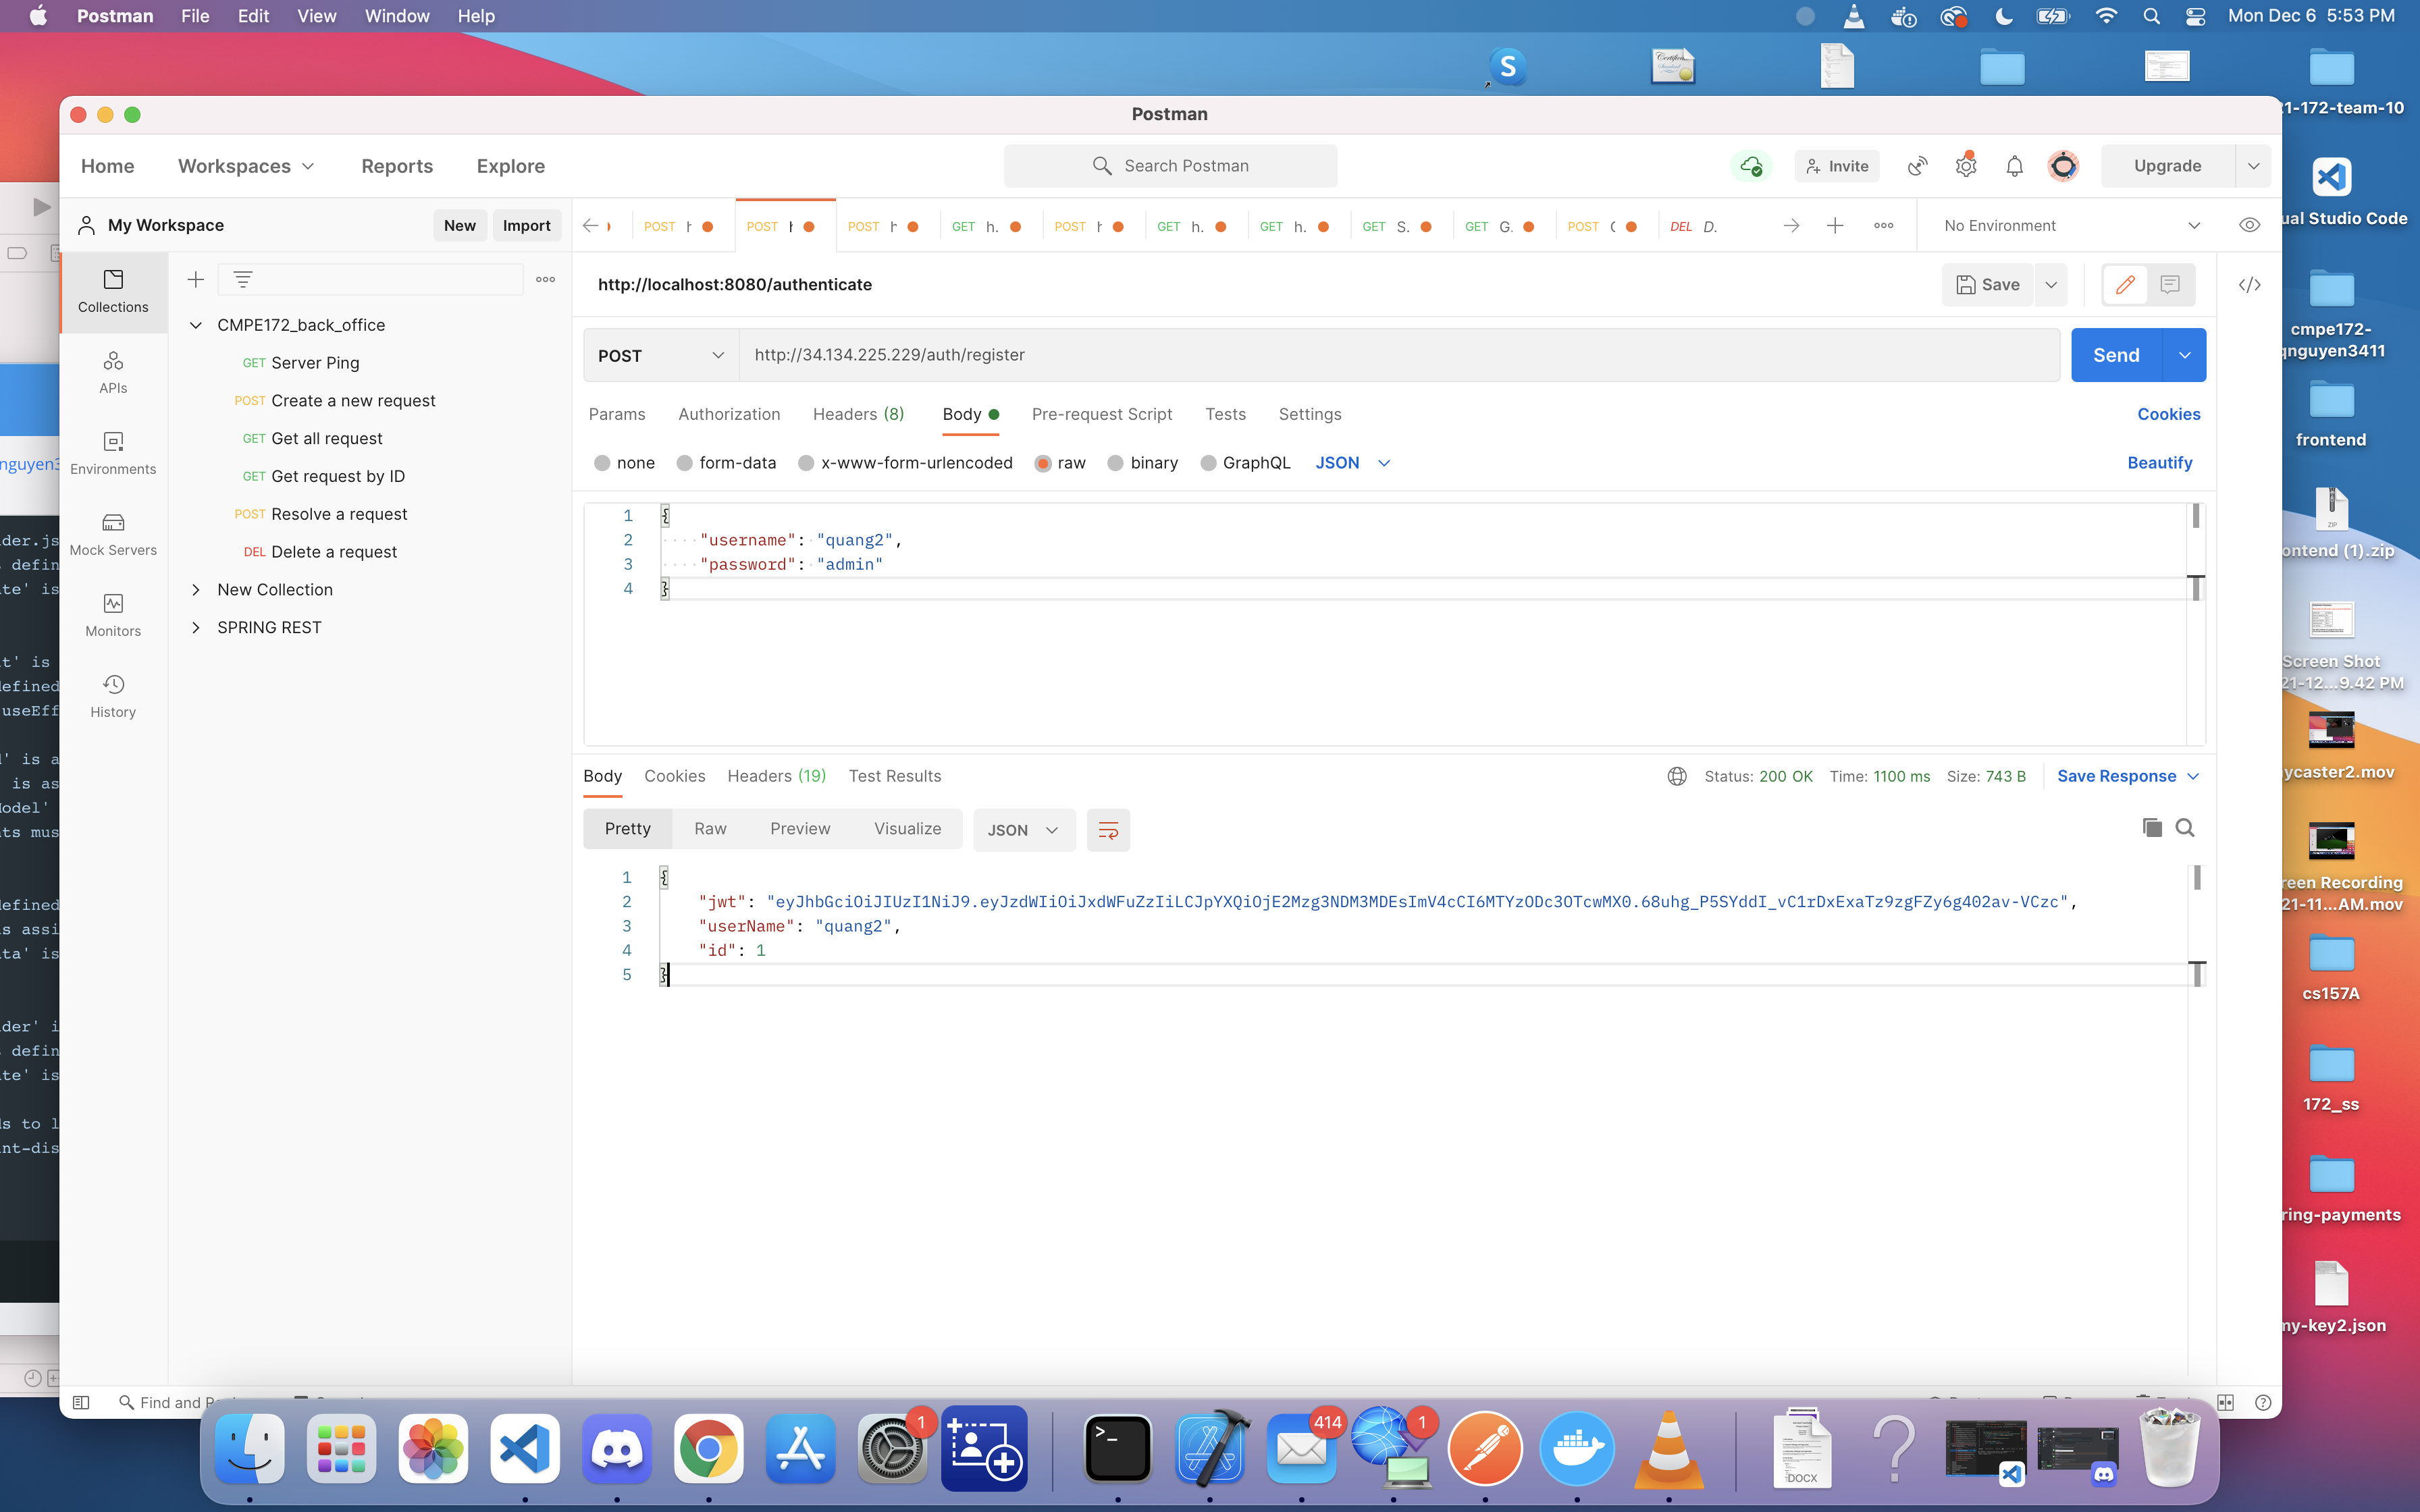 Postman File Edit View Window Help
Mon Dec 6 5:53 PM
Postman
Home Workspaces Reports Explore
Search Postman
Invite
Upgrade
My Workspace
New Import
POST POST POST GET h. POST GET h. GET h. GET S. GET G. POST DEL D.
No Environment
Collections
APIs
Environments
Mock Servers
Monitors
History
CMPE172_back_office
GET Server Ping
POST Create a new request
GET Get all request
GET Get request by ID
POST Resolve a request
DEL Delete a request
New Collection
SPRING REST
http://localhost:8080/authenticate
Save
POST http://34.134.225.229/auth/register
Send
Params Authorization Headers (8) Body Pre-request Script Tests Settings Cookies
none form-data x-www-form-urlencoded raw binary GraphQL JSON Beautify
1 {
2 "username": "quang2",
3 "password": "admin"
4 }
Body Cookies Headers (19) Test Results
Status: 200 OK Time: 1100 ms Size: 743 B Save Response
Pretty Raw Preview Visualize JSON
1 {
2 "jwt": "eyJhbGciOiJIUzI1NiJ9.eyJzdWIiOiJxdWFuZzIiLCJpYXQiOjE2Mzg3NDM3MDEsImV4cCI6MTYzODc3OTcwMX0.68uhg_P5SYddI_vC1rDxExaTz9zgFZy6g402av-VCzc",
3 "userName": "quang2",
4 "id": 1
5 }
Find and
21-172-team-10
ual Studio Code
cmpe172-
qnguyen3411
frontend
ontend (1).zip
Screen Shot
21-12...9.42 PM
ycaster2.mov
reen Recording
21-11...AM.mov
cs157A
172_ss
ring-payments
my-key2.json
nguyen3
der.js
defin
te' is
t' is
defined
useEff
' is a
is as
Model'
ts mus
defined
s assi
ta' is
der' i
defin
te' is
ds to l
nt-dis
1
414
1
DOCX